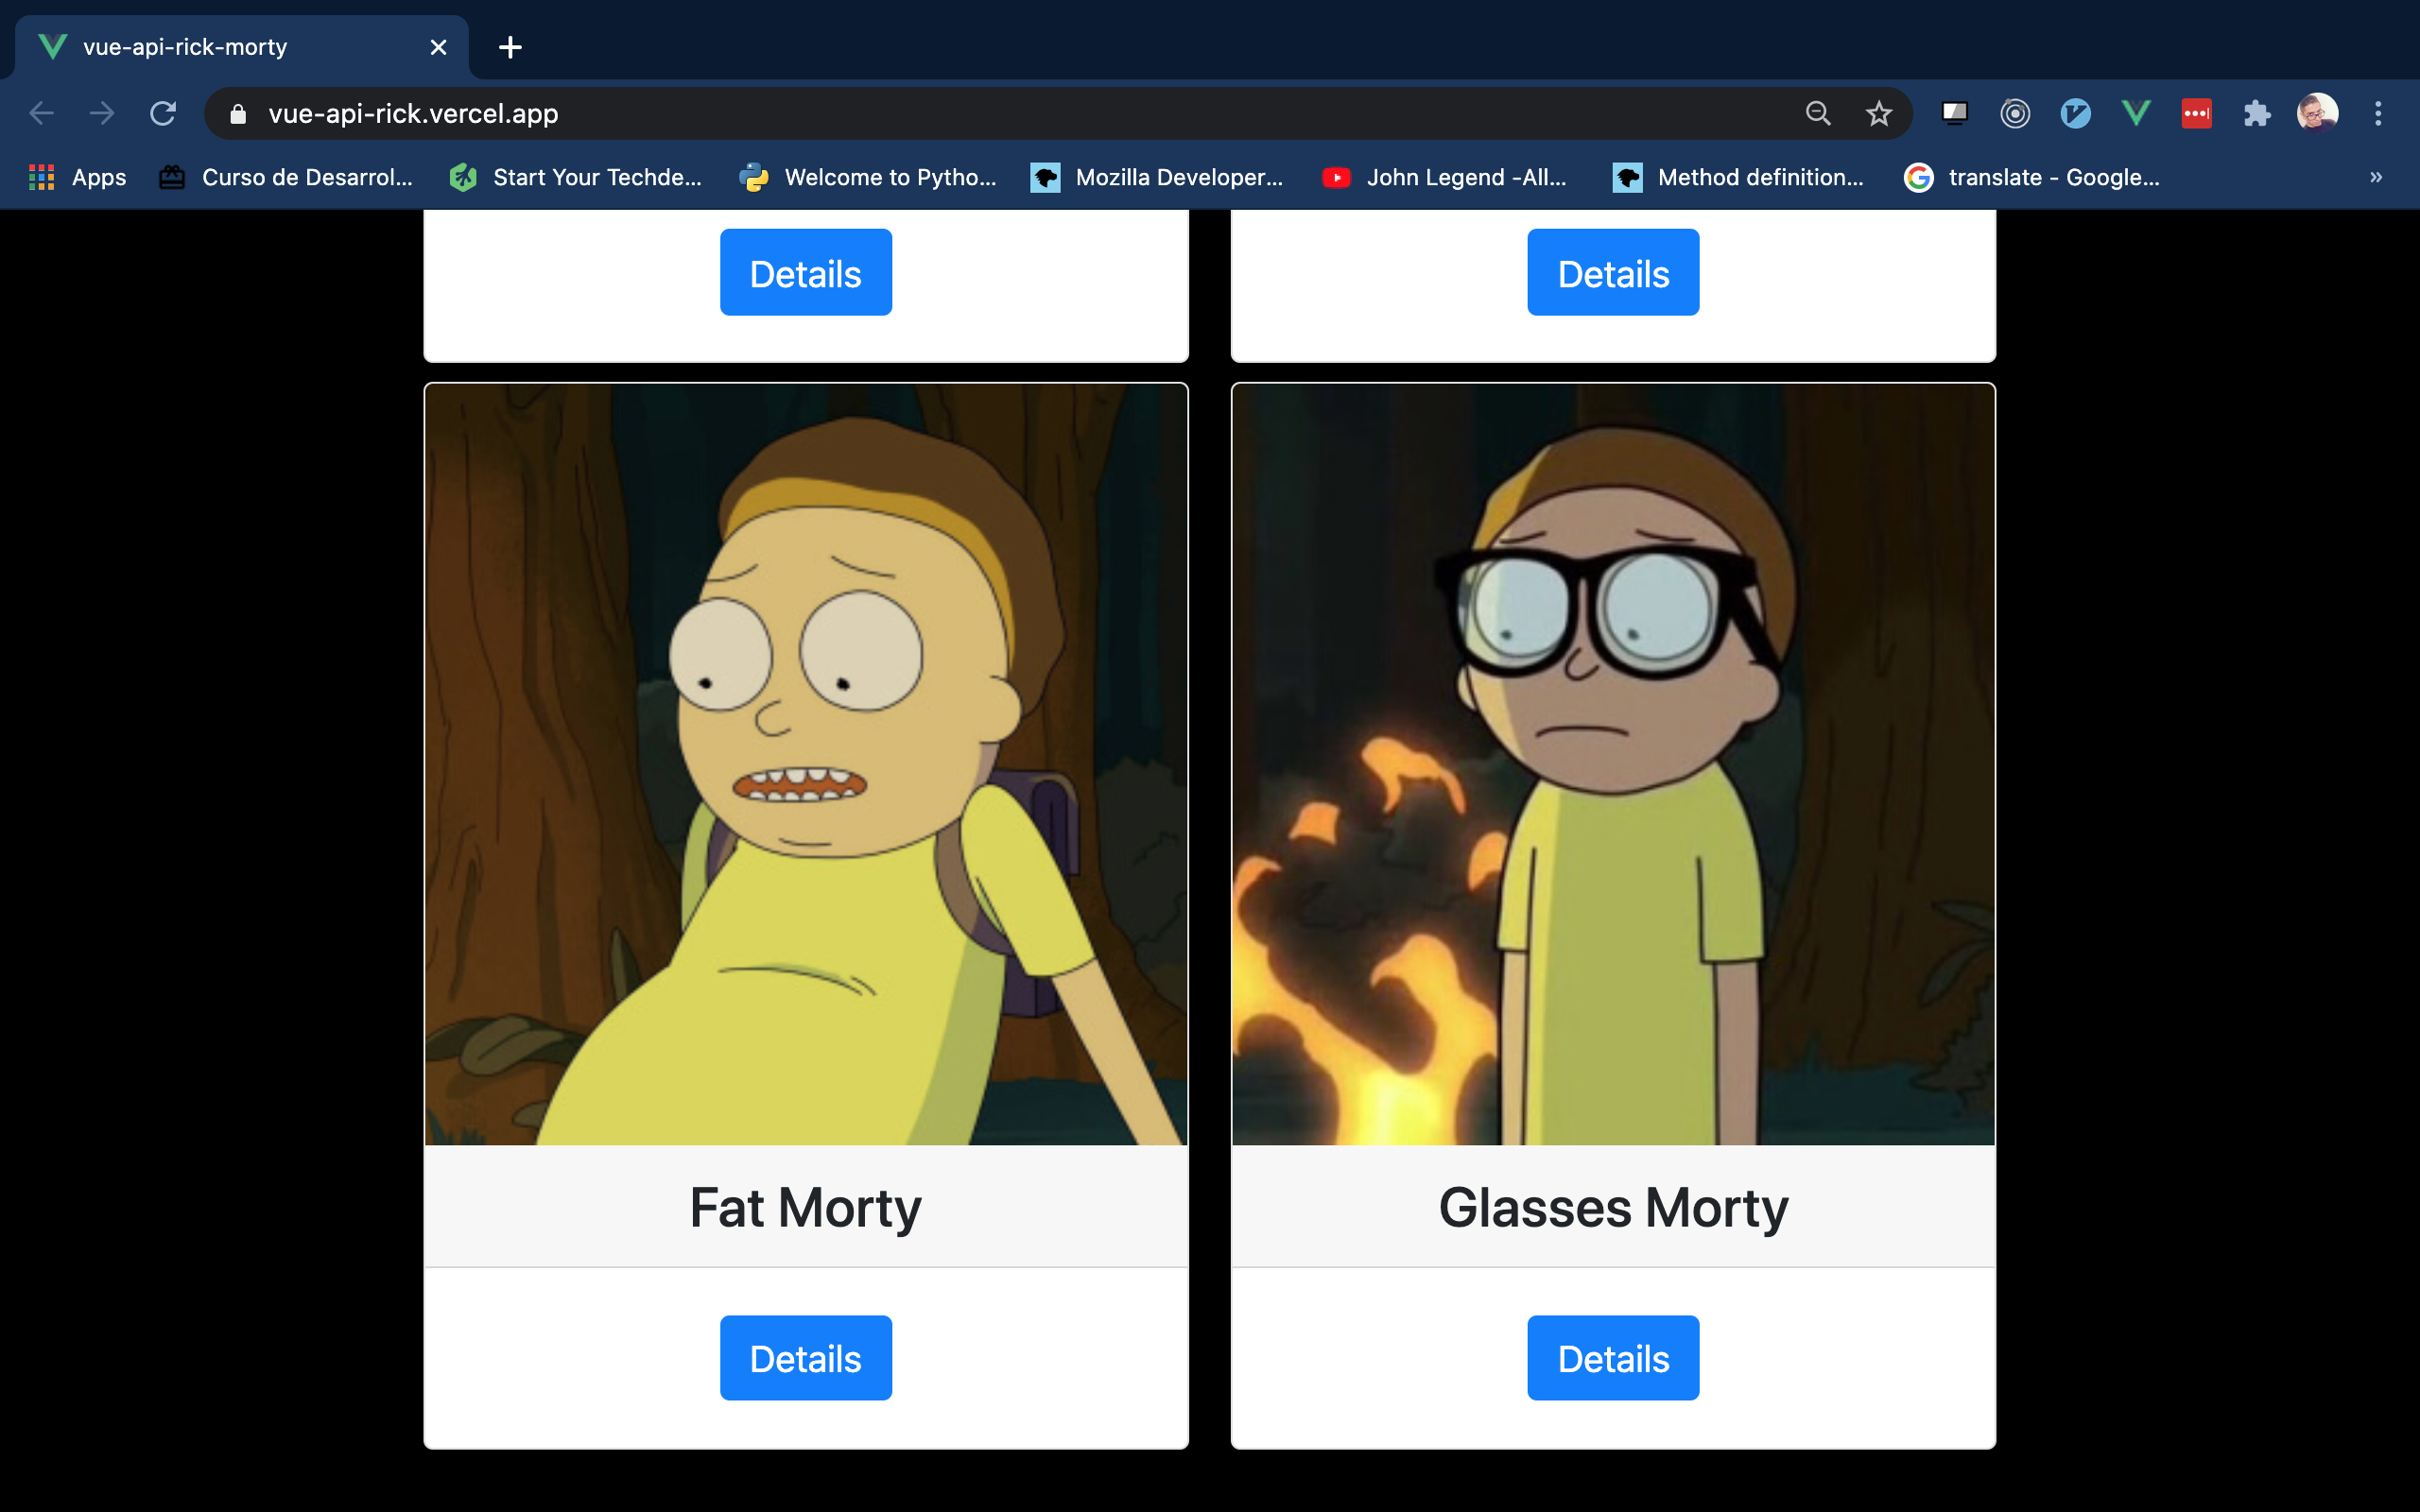 vue-api-rick-morty
vue-api-rick.vercel.app
Apps
Curso de Desarrol...
Start Your Techde...
Welcome to Pytho...
Mozilla Developer...
John Legend -All...
Method definition...
translate - Google...
»
Details
Details
Fat Morty
Glasses Morty
Details
Details